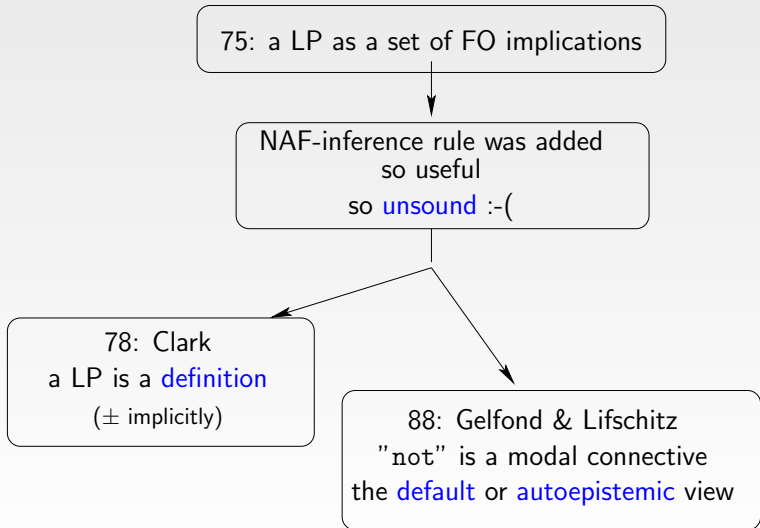 75: a LP as a set of FO implications
NAF-inference rule was added
so useful
so unsound :-(
78: Clark
a LP is a definition
(± implicitly)
88: Gelfond & Lifschitz
”not” is a modal connective
the default or autoepistemic view